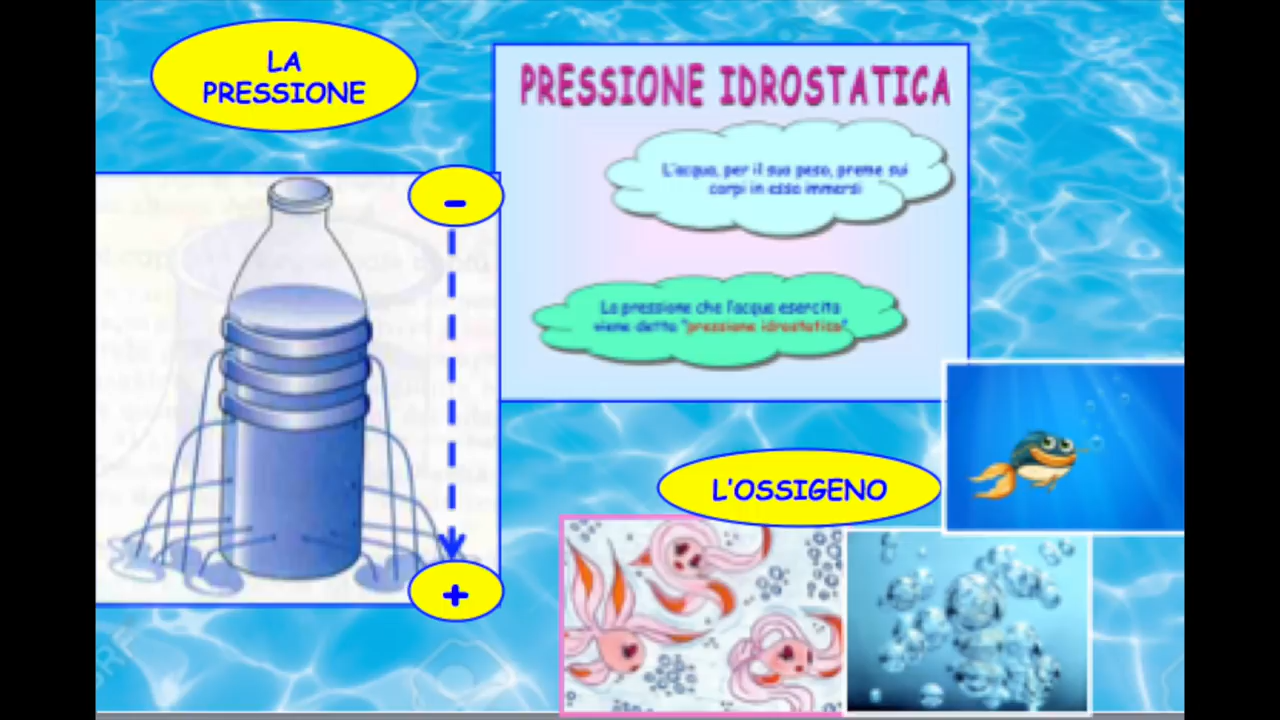 LA
PRESSIONE
PRESSIONE IDROSTATICA
L'acqua, per il suo peso, preme sui
corpi in essa immersi
La pressione che l'acqua esercita
viene detta "pressione idrostatica".
-
+
L'OSSIGENO